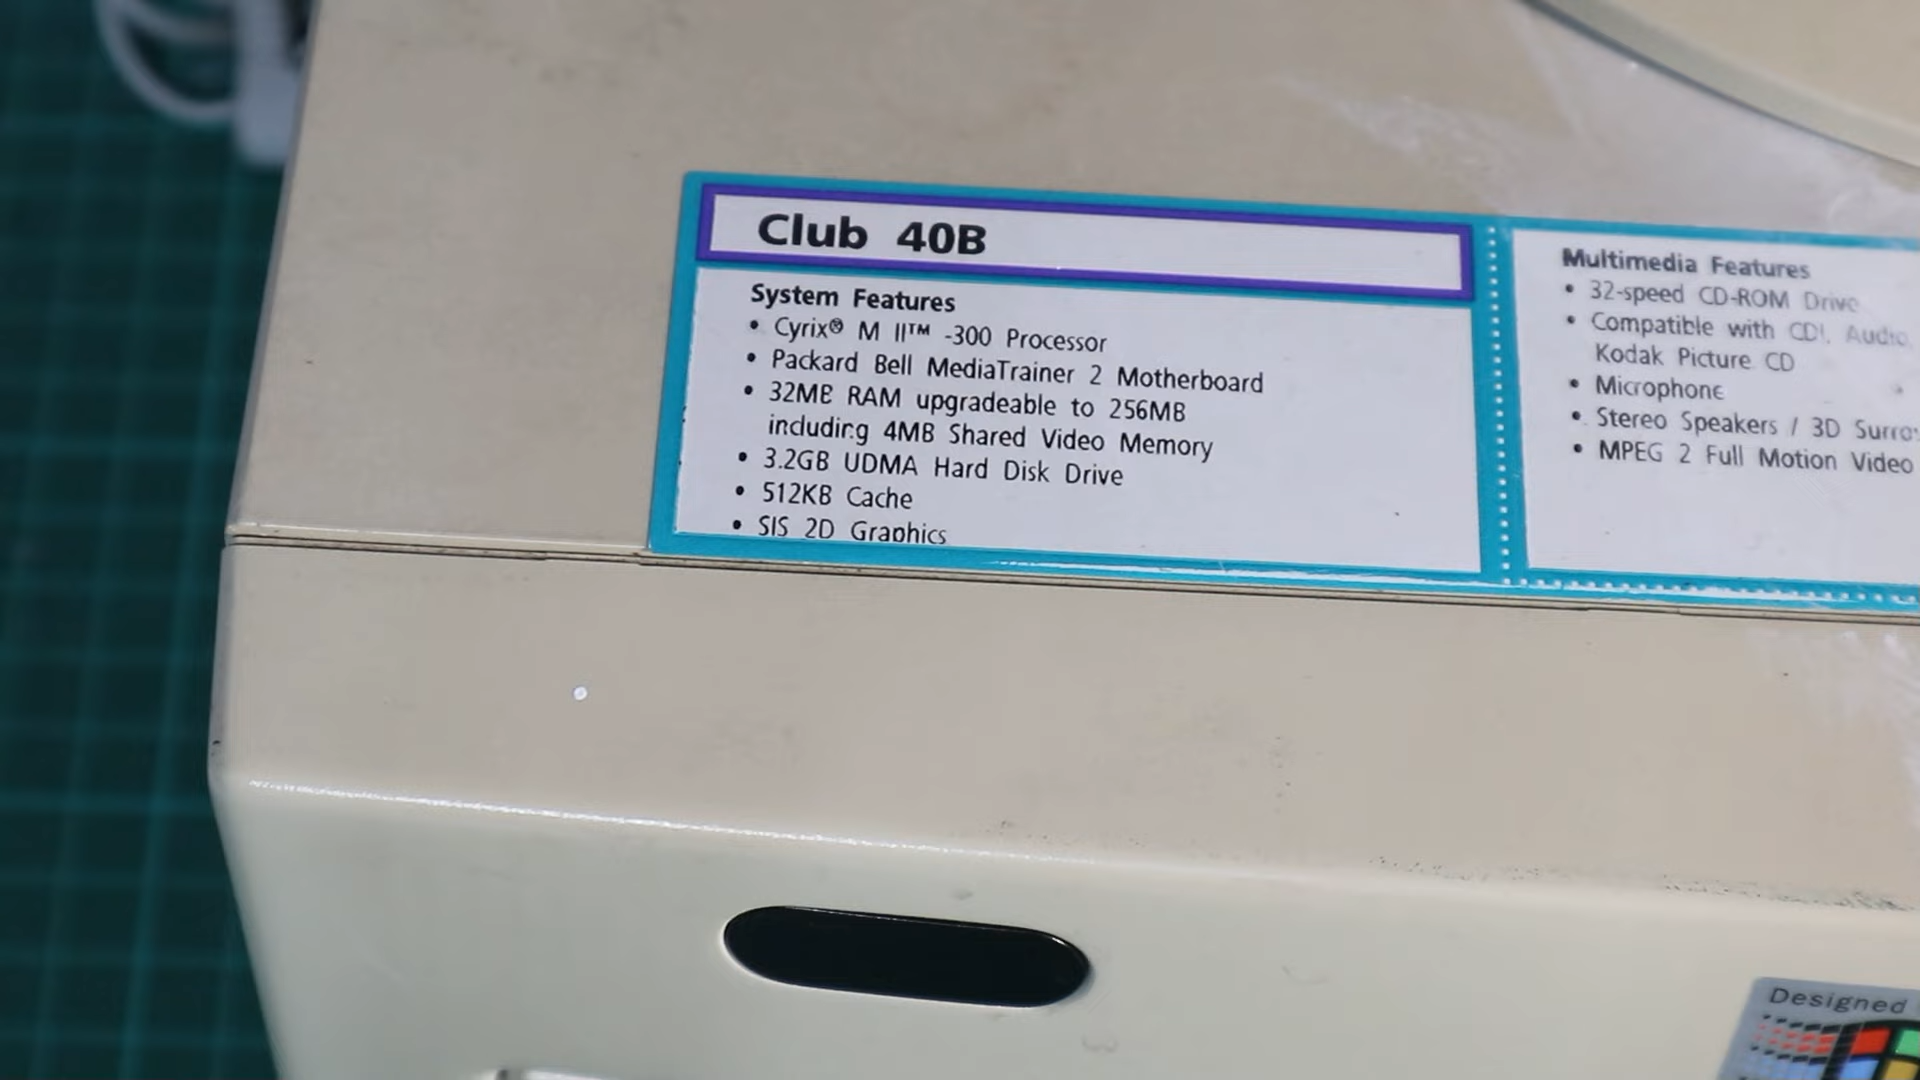 Club 40B
System Features
• Cyrix® M II™ -300 Processor
• Packard Bell MediaTrainer 2 Motherboard
• 32MB RAM upgradeable to 256MB
including 4MB Shared Video Memory
• 3.2GB UDMA Hard Disk Drive
• 512KB Cache
• SIS 2D Graphics
Multimedia Features
• 32-speed CD-ROM Drive
• Compatible with CDI, Audio,
Kodak Picture CD
• Microphone
• Stereo Speakers / 3D
• MPEG 2 Full Motion Video
Designed